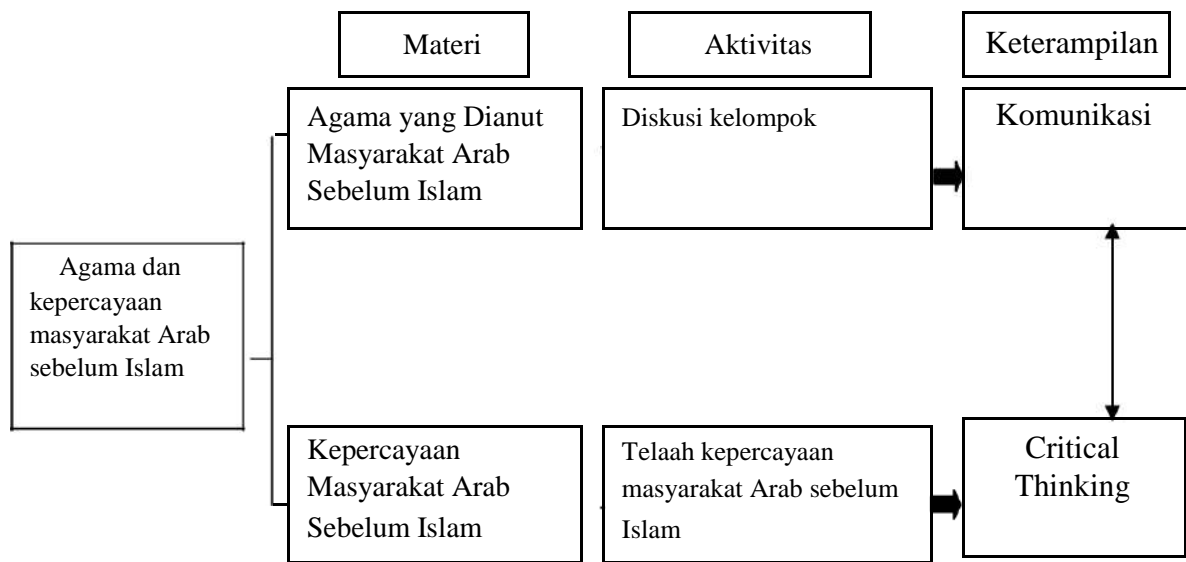 Materi
Aktivitas
Keterampilan
Agama dan
kepercayaan
masyarakat Arab
sebelum Islam
Agama yang Dianut
Masyarakat Arab
Sebelum Islam
Diskusi kelompok
Komunikasi
Kepercayaan
Masyarakat Arab
Sebelum Islam
Telaah kepercayaan
masyarakat Arab sebelum
Islam
Critical
Thinking